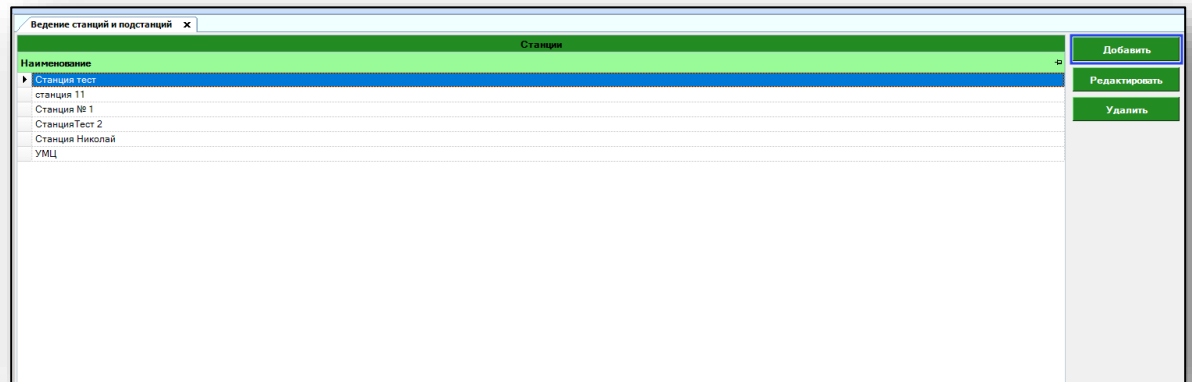 Ведение станций и подстанций x
Станции
Наименование
Станция тест
станция 11
Станция № 1
СтанцияТест 2
Станция Николай
УМЦ
Добавить
Редактировать
Удалить